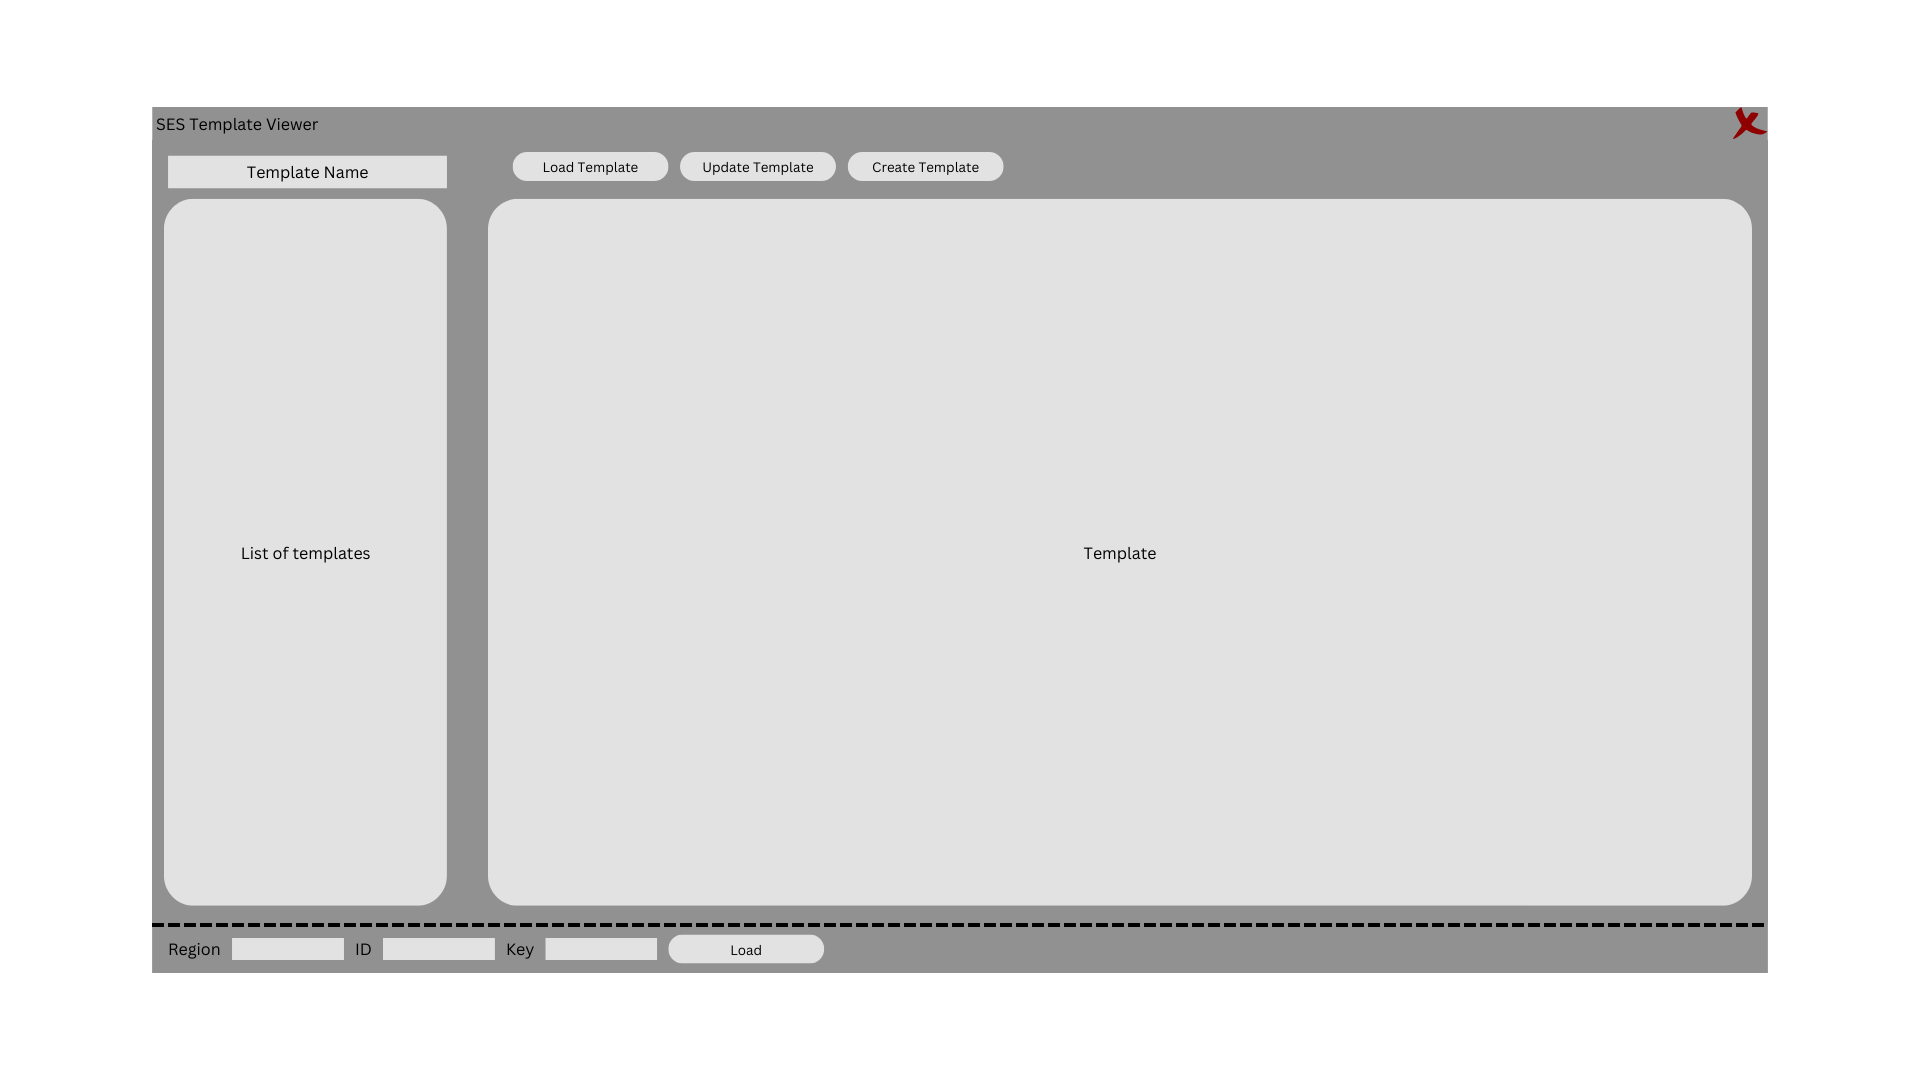 SES Template Viewer
Template Name
Load Template
Update Template
Create Template
List of templates
Template
Region
ID
Key
Load